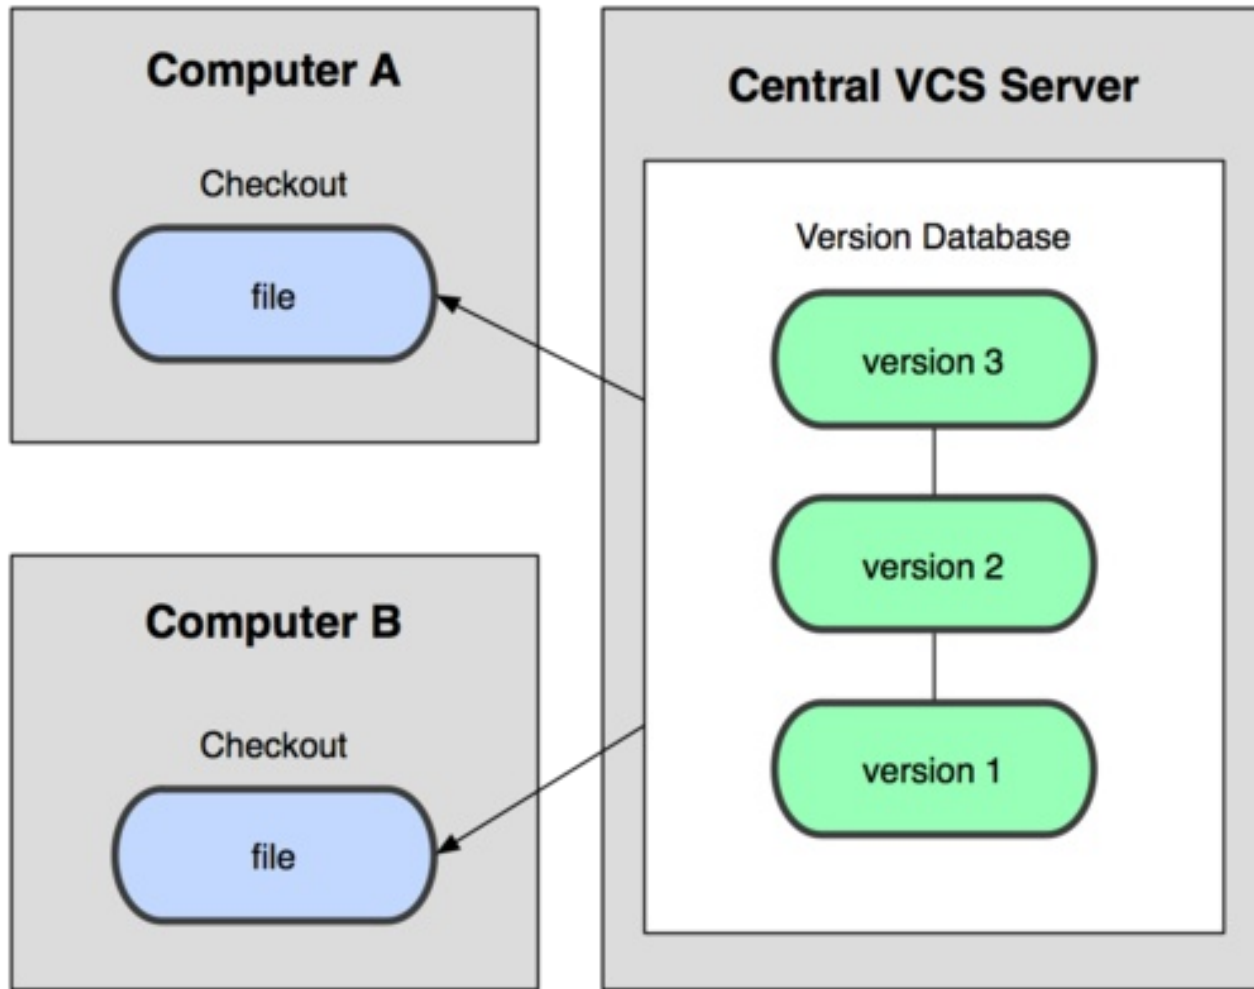 Computer A
Checkout
file
Computer B
Checkout
file
Central VCS Server
Version Database
version 3
version 2
version 1